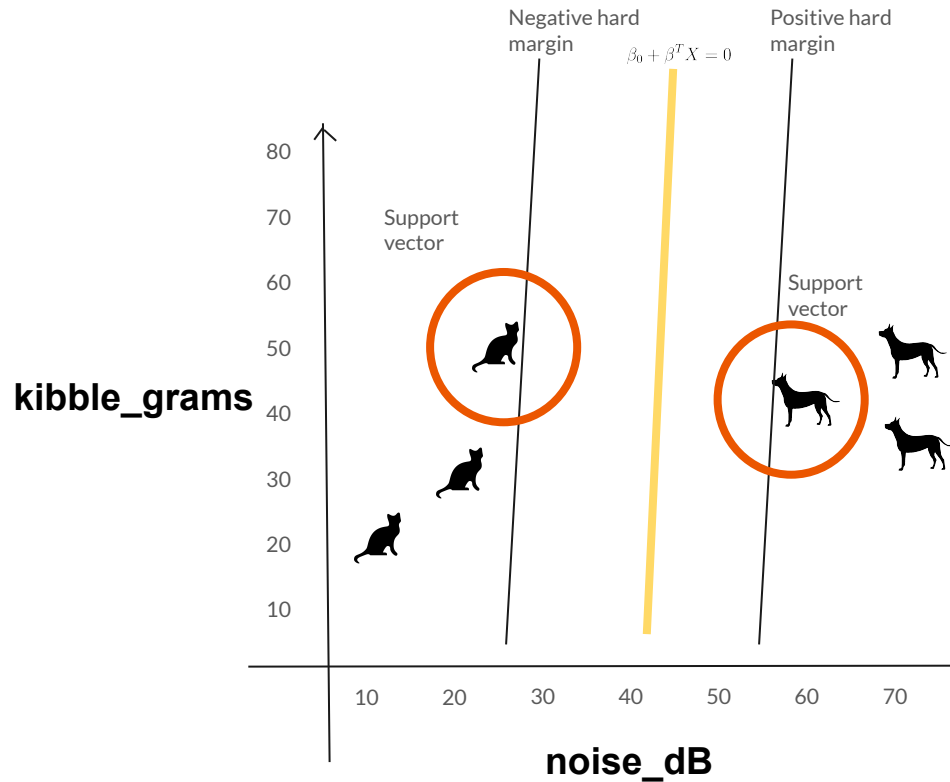 Negative hard
margin
Positive hard
margin
β₀ + βᵀX = 0
80
70
Support
vector
60
Support
vector
50
kibble_grams
40
30
20
10
10 20 30 40 50 60 70
noise_dB